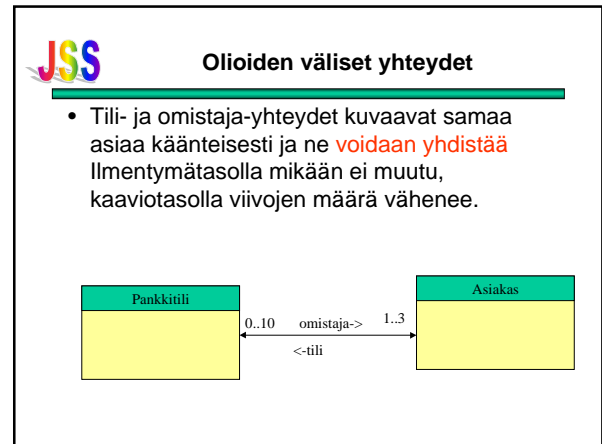 JSS
Olioiden väliset yhteydet
• Tili- ja omistaja-yhteydet kuvaavat samaa
asiaa käänteisesti ja ne voidaan yhdistää
Ilmentymätasolla mikään ei muutu,
kaaviotasolla viivojen määrä vähenee.
Pankkitili
Asiakas
0..10 omistaja-> 1..3
<-tili